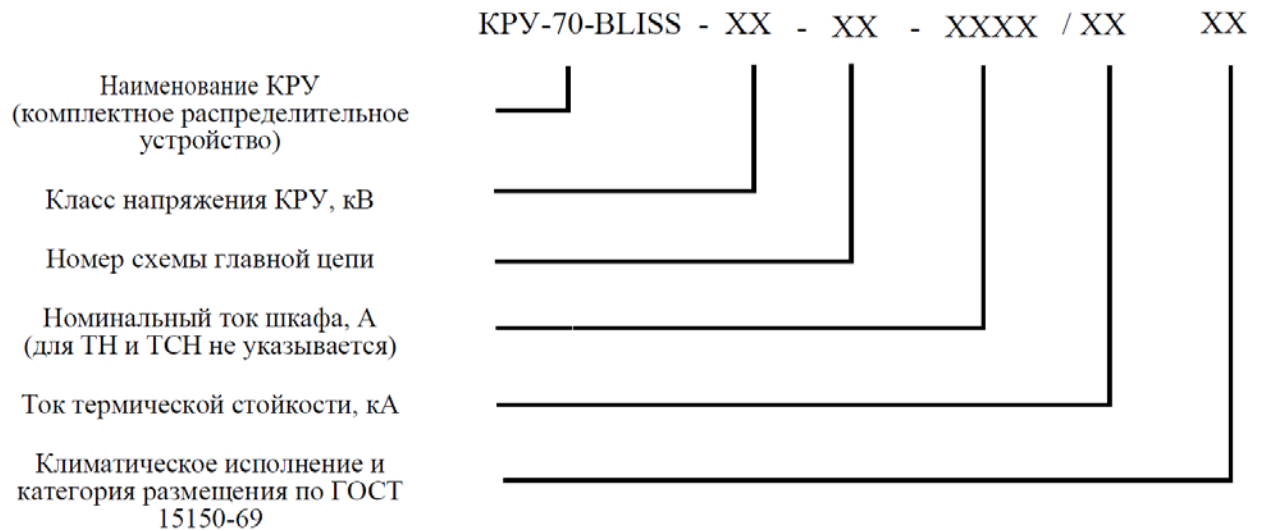 КРУ-70-BLISS - XX - XX - XXXX / XX XX
Наименование КРУ
(комплектное распределительное
устройство)
Класс напряжения КРУ, кВ
Номер схемы главной цепи
Номинальный ток шкафа, А
(для ТН и ТСН не указывается)
Ток термической стойкости, кА
Климатическое исполнение и
категория размещения по ГОСТ
15150-69